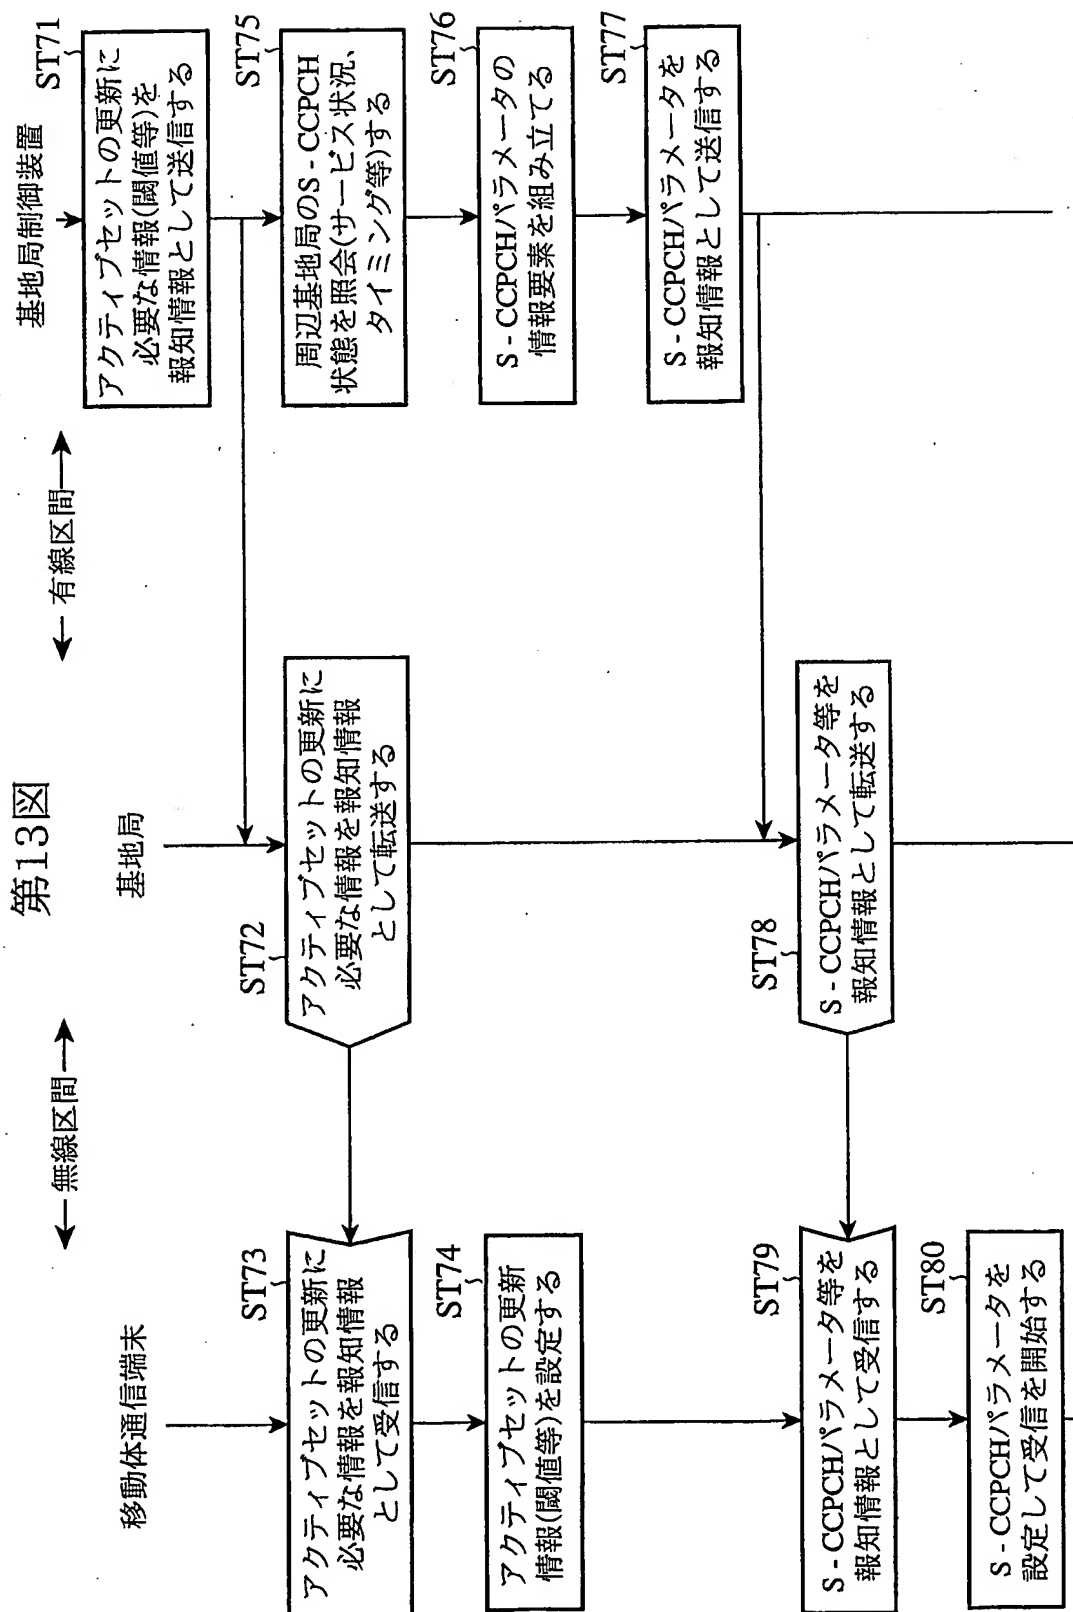 第13図
←無線区間→
←有線区間→
移動体通信端末
基地局
基地局制御装置
ST71
アクティブセットの更新に
必要な情報(閾値等)を
報知情報として送信する
ST72
アクティブセットの更新に
必要な情報を報知情報
として転送する
ST73
アクティブセットの更新に
必要な情報を報知情報
として受信する
ST74
アクティブセットの更新
情報(閾値等)を設定する
ST75
周辺基地局のS-CCPCH
状態を照会(サービス状況、
タイミング等)する
ST76
S-CCPCHパラメータの
情報要素を組み立てる
ST77
S-CCPCHパラメータを
報知情報として送信する
ST78
S-CCPCHパラメータ等を
報知情報として転送する
ST79
S-CCPCHパラメータ等を
報知情報として受信する
ST80
S-CCPCHパラメータを
設定して受信を開始する